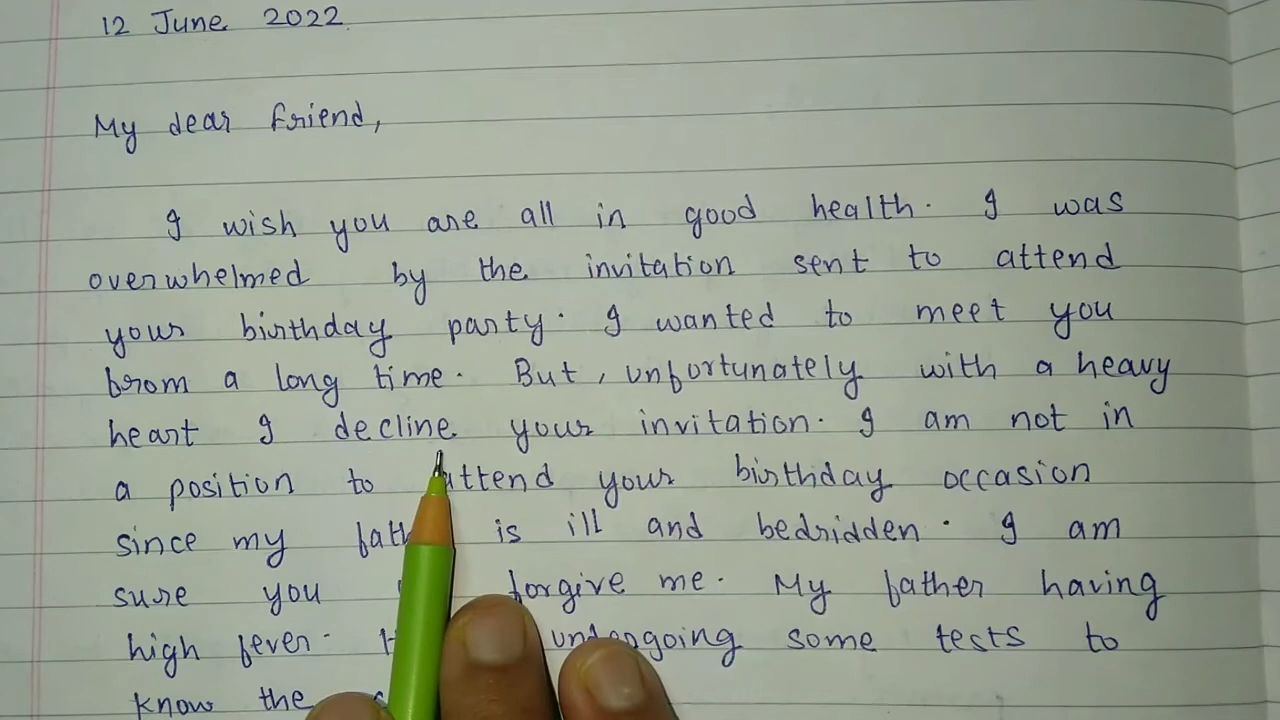 12 June 2022
My dear friend,
I wish you are all in good health. I was
overwhelmed by the invitation sent to attend
your birthday party. I wanted to meet you
from a long time. But, unfortunately with a heavy
heart I decline your invitation. I am not in
a position to attend your birthday occasion
since my is ill and bedridden. I am
sure you forgive me. My father having
high fever. undergoing some tests to
know the